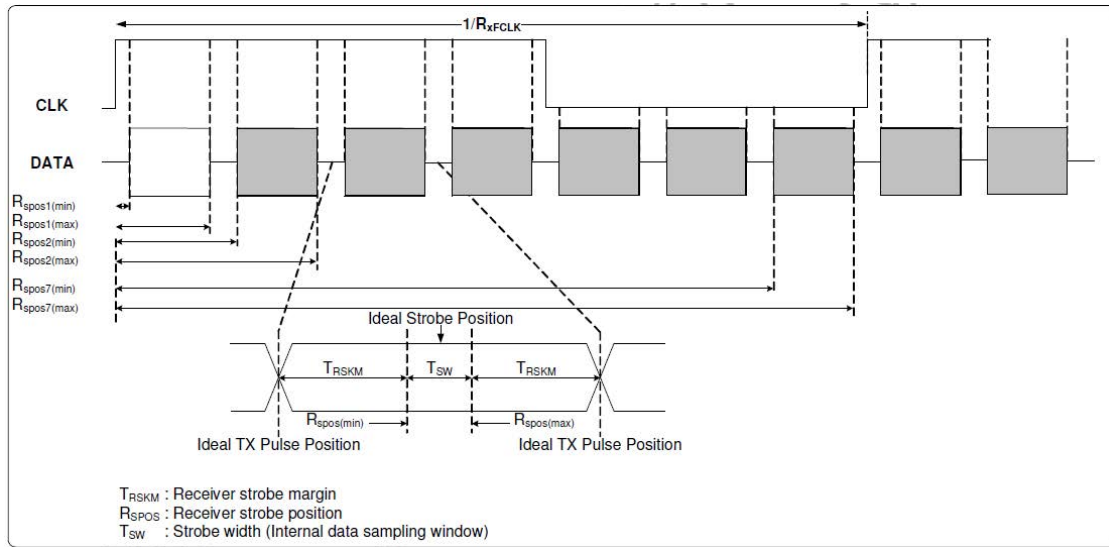 1/RxFCLK
CLK
DATA
Rspos1(min)
Rspos1(max)
Rspos2(min)
Rspos2(max)
Rspos7(min)
Rspos7(max)
Ideal Strobe Position
TRSKM TSW TRSKM
Rspos(min) Rspos(max)
Ideal TX Pulse Position Ideal TX Pulse Position
TRSKM : Receiver strobe margin
RSPOS : Receiver strobe position
TSW : Strobe width (Internal data sampling window)